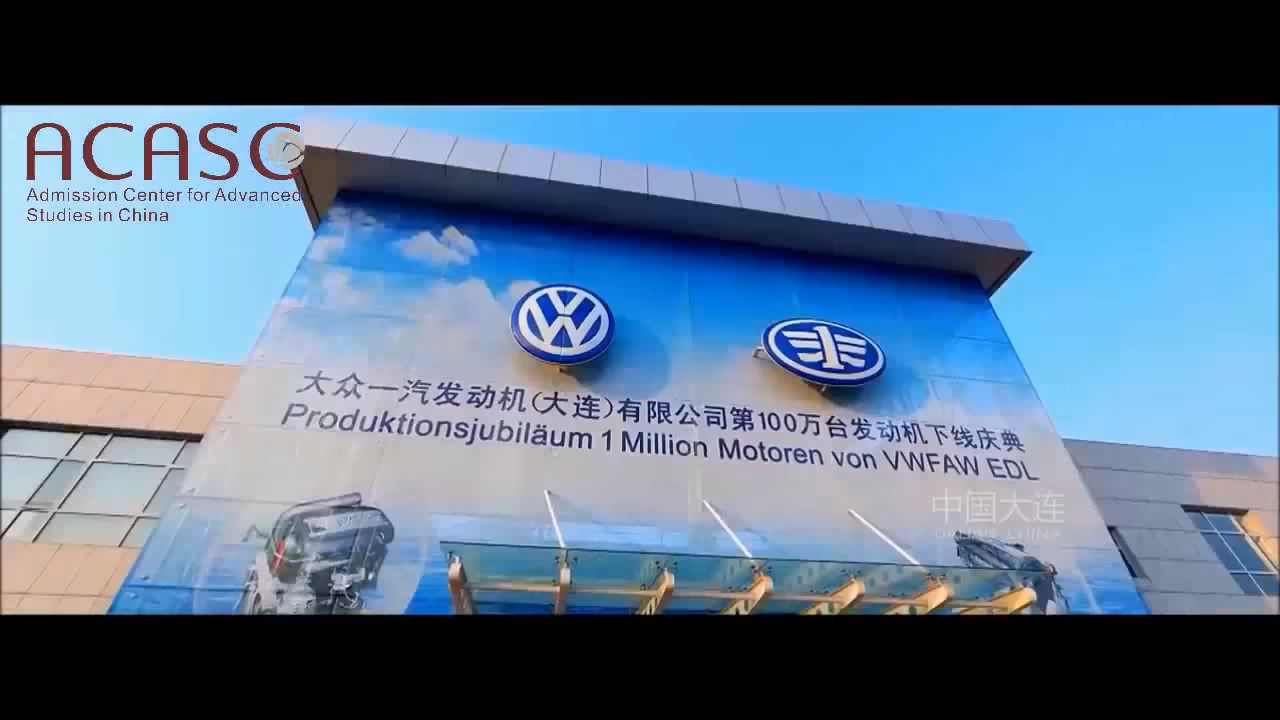 ACASC
Admission Center for Advanced
Studies in China
大众一汽发动机(大连)有限公司第100万台发动机下线庆典
Produktionsjubiläum 1 Million Motoren von VWFAW EDL
中国大连
DALIAN, CHINA